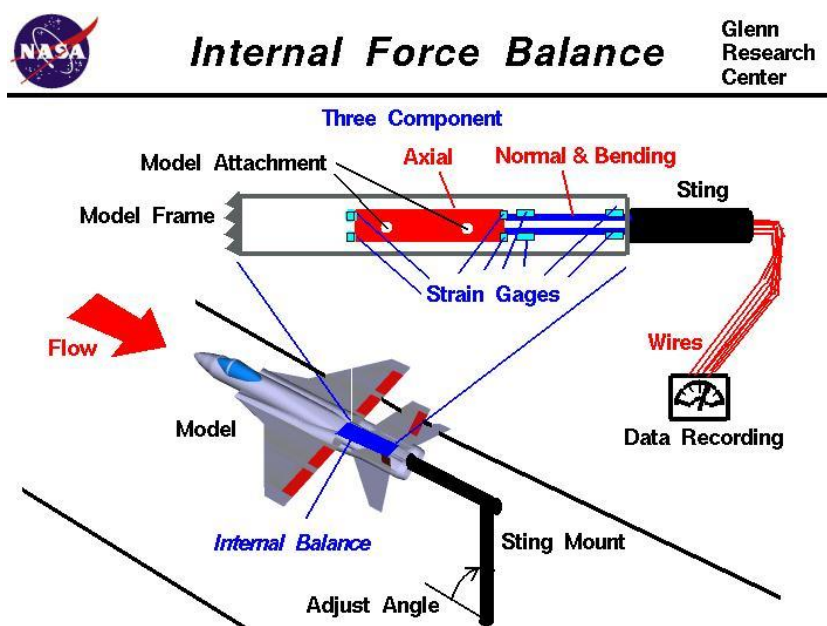 NASA
Internal Force Balance
Glenn
Research
Center
Three Component
Model Attachment
Axial
Normal & Bending
Sting
Model Frame
Strain Gages
Flow
Wires
Model
Data Recording
Internal Balance
Sting Mount
Adjust Angle